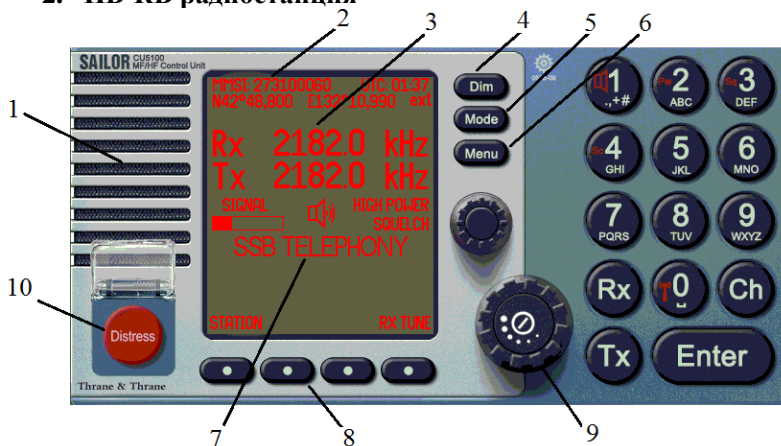 2. ПВ-КВ радиостанция
2 3 4 5 6
SAILOR CU5100 MF/HF Control Unit
MMSI: 273100060 UTC: 01:37
N42°48,800 E132°10,990 ext
Dim
Mode
Menu
1
Rx 2182.0 kHz
Tx 2182.0 kHz
SIGNAL HIGH POWER
SQUELCH
SSB TELEPHONY
STATION RX TUNE
10
Distress
Thrane & Thrane
1 .,+#
Pw 2 ABC
Sq 3 DEF
4 GHI
5 JKL
6 MNO
7 PQRS
8 TUV
9 WXYZ
Rx 0 Ch
Tx Enter
7 8 9